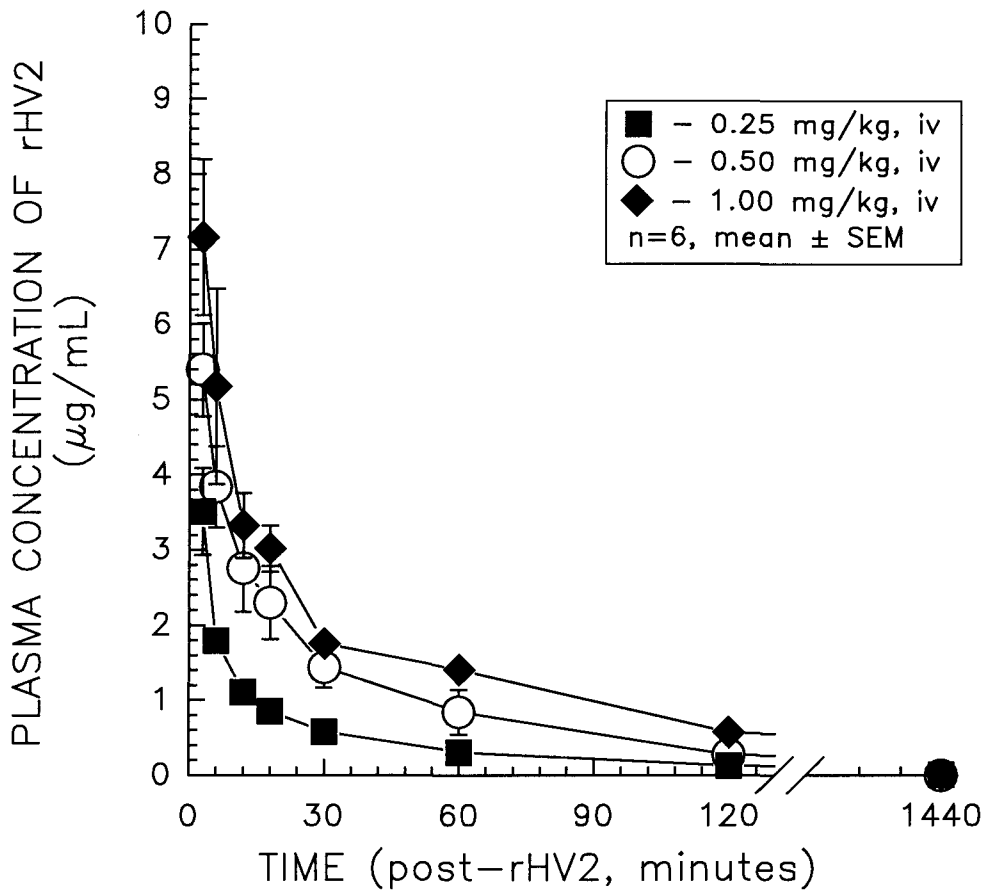 PLASMA CONCENTRATION OF rHV2
(μg/mL)
10
9
8
7
6
5
4
3
2
1
0
0.25 mg/kg, iv
0.50 mg/kg, iv
1.00 mg/kg, iv
n=6, mean ± SEM
0 30 60 90 120 1440
TIME (post-rHV2, minutes)